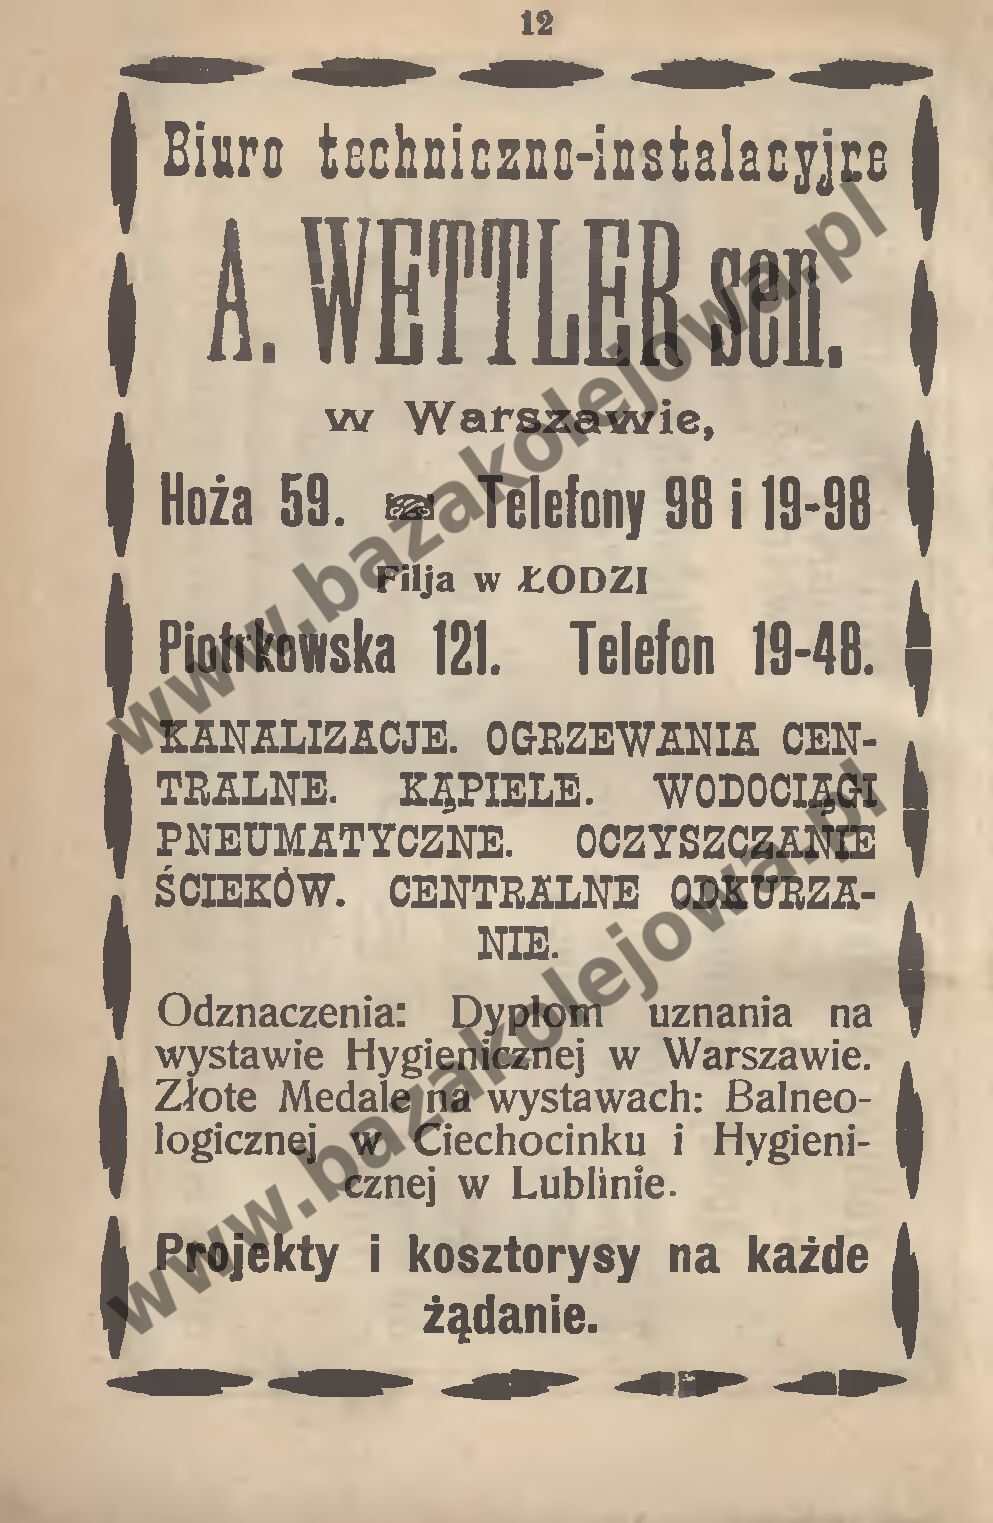 12
Biuro techniczno-instalacyjre
A. WETTLER sen.
w Warszawie,
Hoża 59. Telefony 98 i 19-98
Filja w ŁODZI
Piotrkowska 121. Telefon 19-48.
KANALIZACJE. OGRZEWANIA CEN-
TRALNE. KĄPIELE. WODOCIĄGI
PNEUMATYCZNE. OCZYSZCZANIE
ŚCIEKÓW. CENTRALNE ODKURZA-
NIE.
Odznaczenia: Dyplom uznania na
wystawie Hygienicznej w Warszawie.
Złote Medale na wystawach: Balneo-
logicznej w Ciechocinku i Hygieni-
cznej w Lublinie.
Projekty i kosztorysy na każde
żądanie.
www.bazakolejowa.pl
www.bazakolejowa.pl